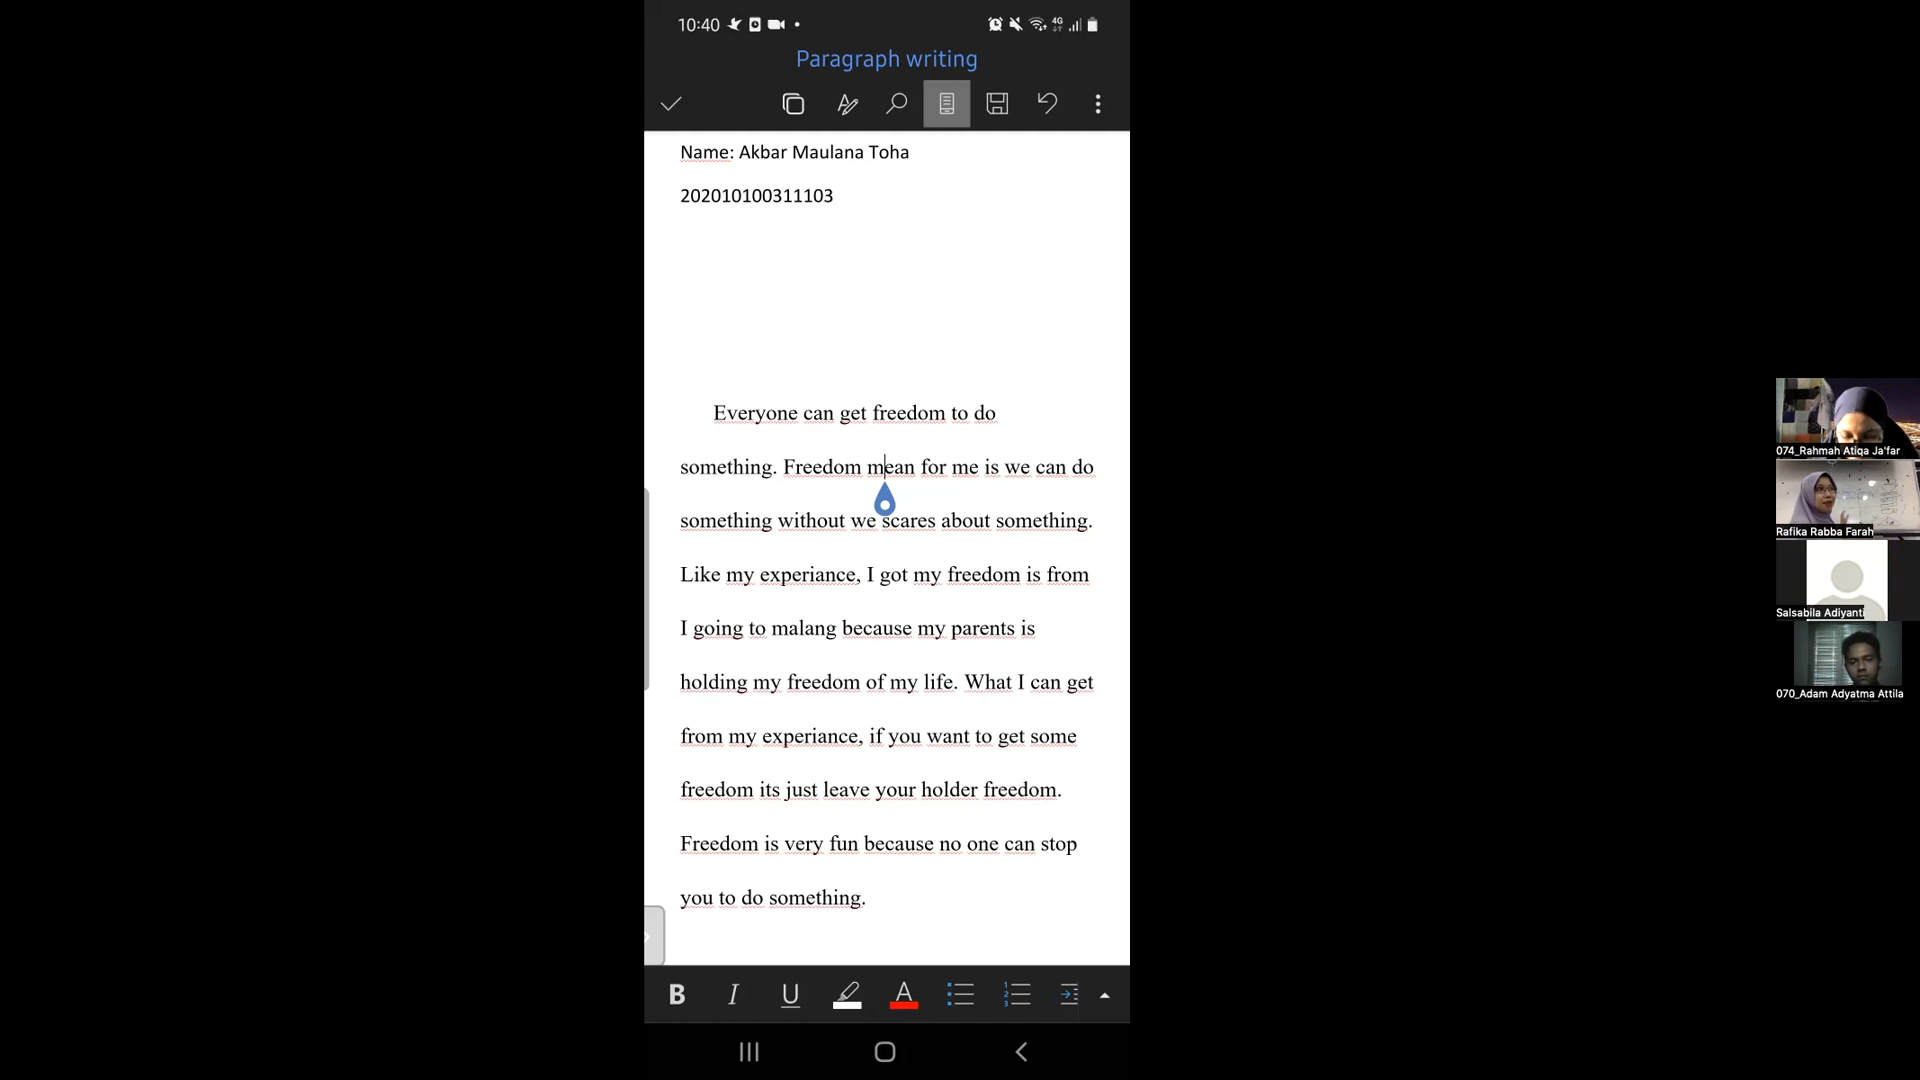 10:40
4G
Paragraph writing
Name: Akbar Maulana Toha
202010100311103
Everyone can get freedom to do
something. Freedom mean for me is we can do
something without we scares about something.
Like my experiance, I got my freedom is from
I going to malang because my parents is
holding my freedom of my life. What I can get
from my experiance, if you want to get some
freedom its just leave your holder freedom.
Freedom is very fun because no one can stop
you to do something.
B I U A
074_Rahmah Atiqa Ja'far
Rafika Rabba Farah
Salsabila Adiyanti
070_Adam Adyatma Attila